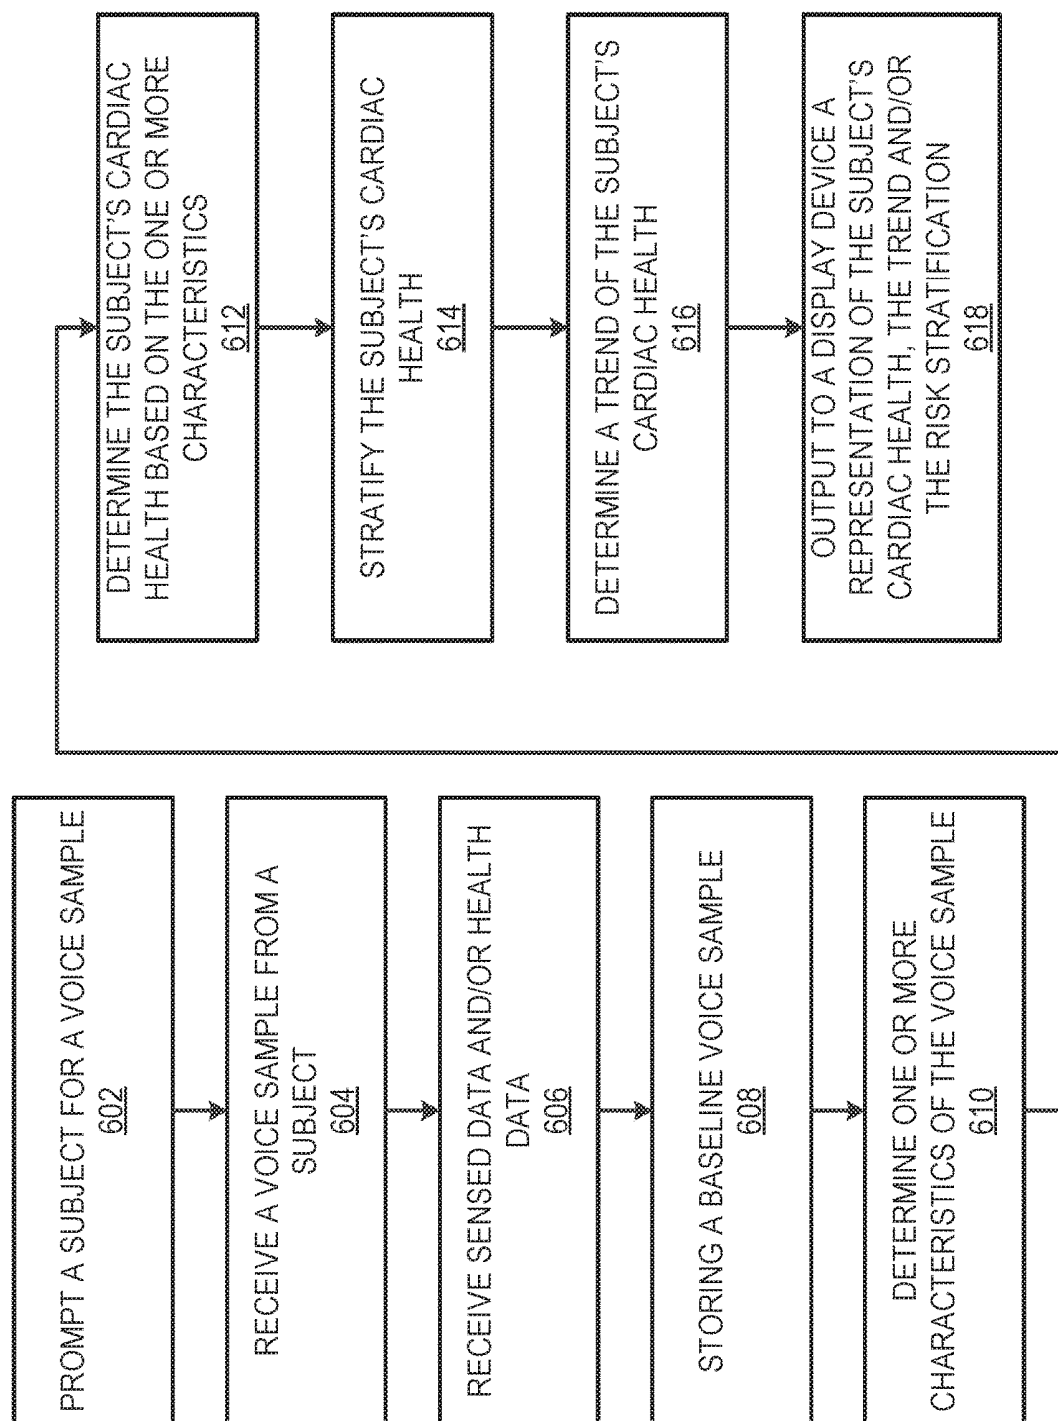 PROMPT A SUBJECT FOR A VOICE SAMPLE
602
RECEIVE A VOICE SAMPLE FROM A
SUBJECT
604
RECEIVE SENSED DATA AND/OR HEALTH
DATA
606
STORING A BASELINE VOICE SAMPLE
608
DETERMINE ONE OR MORE
CHARACTERISTICS OF THE VOICE SAMPLE
610
DETERMINE THE SUBJECT'S CARDIAC
HEALTH BASED ON THE ONE OR MORE
CHARACTERISTICS
612
STRATIFY THE SUBJECT'S CARDIAC
HEALTH
614
DETERMINE A TREND OF THE SUBJECT'S
CARDIAC HEALTH
616
OUTPUT TO A DISPLAY DEVICE A
REPRESENTATION OF THE SUBJECT'S
CARDIAC HEALTH, THE TREND AND/OR
THE RISK STRATIFICATION
618